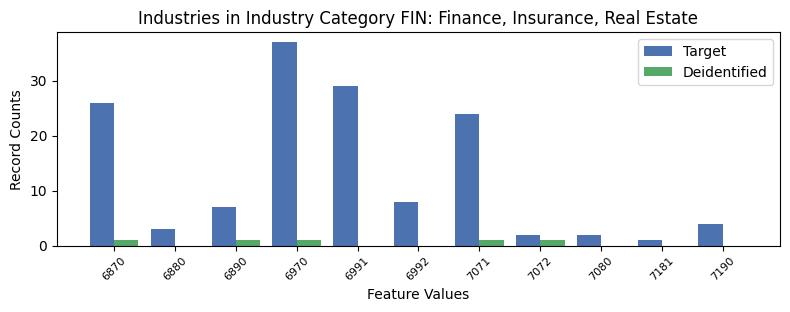 Industries in Industry Category FIN: Finance, Insurance, Real Estate
Target
Deidentified
Record Counts
30
20
10
0
6870 6880 6890 6970 6991 6992 7071 7072 7080 7181 7190
Feature Values